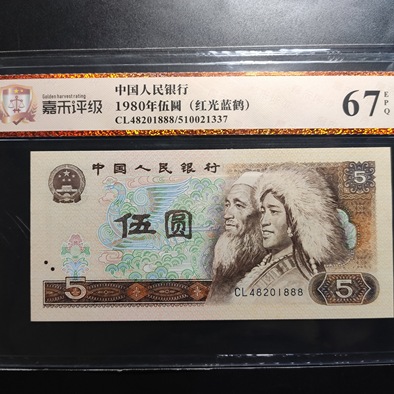 Golden harvest rating
嘉禾评级
中国人民银行
1980年伍圆（红光蓝鹤）
CL48201888/510021337
67
EPQ
中国人民银行
5
伍圆
CL48201888
5
5